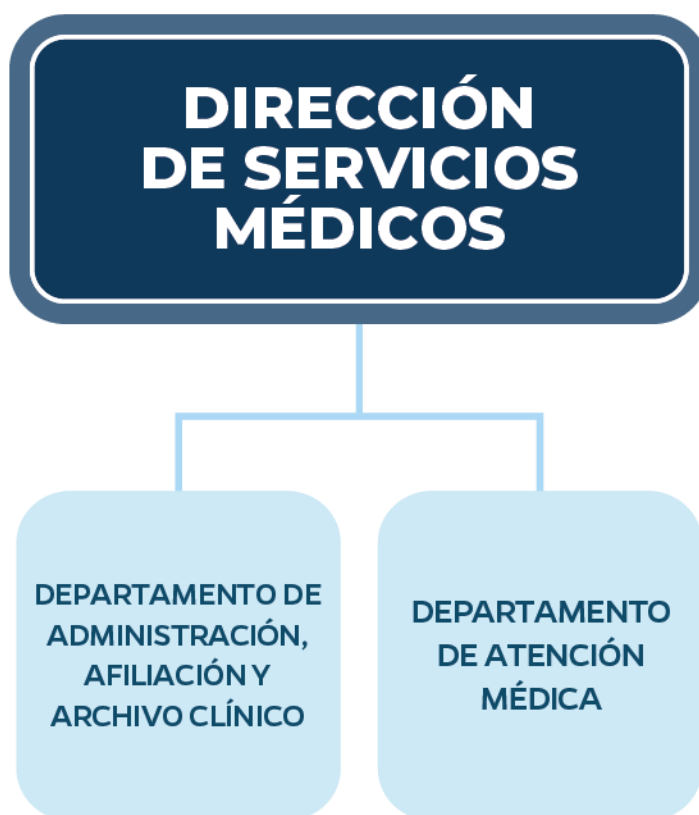 DIRECCIÓN
DE SERVICIOS
MÉDICOS
DEPARTAMENTO DE
ADMINISTRACIÓN,
AFILIACIÓN Y
ARCHIVO CLÍNICO
DEPARTAMENTO
DE ATENCIÓN
MÉDICA